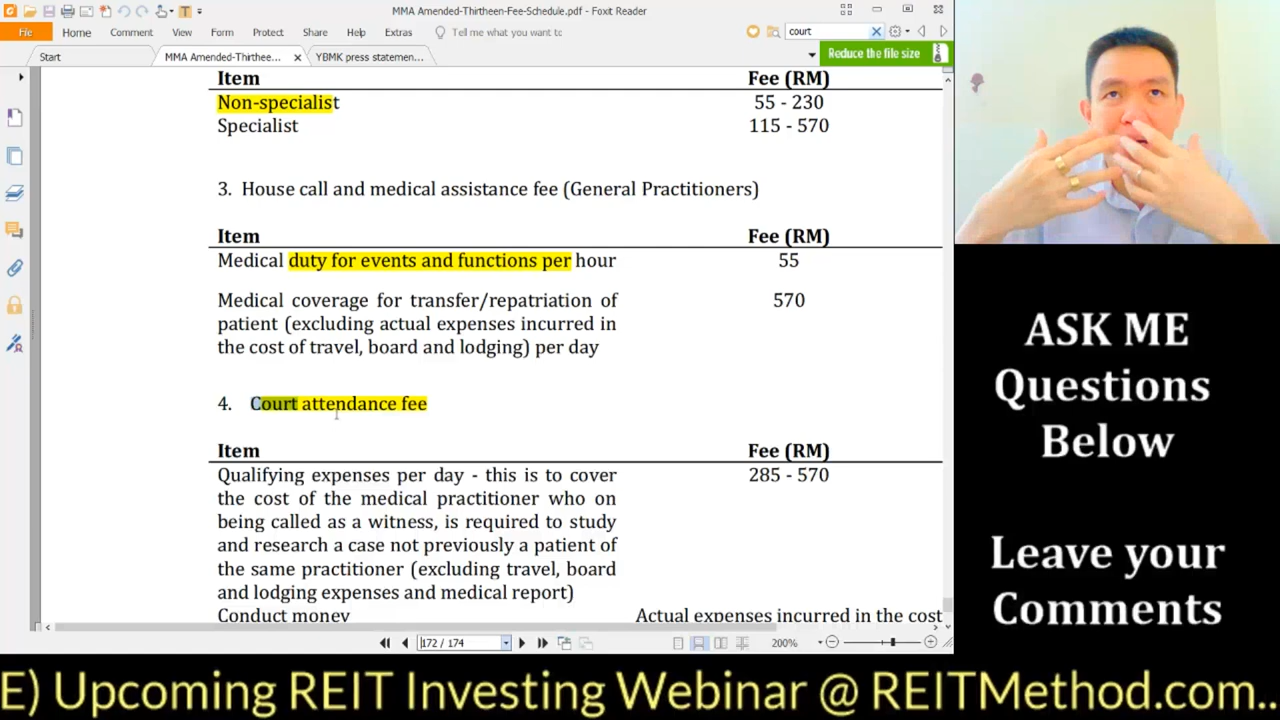 MMA Amended-Thirtheen-Fee-Schedule.pdf - Foxit Reader
File Home Comment View Form Protect Share Help Extras Tell me what you want to court
Start MMA Amended-Thirthee... YBMK press statemen... Reduce the file size
Item Fee (RM)
Non-specialist 55 - 230
Specialist 115 - 570
3. House call and medical assistance fee (General Practitioners)
Item Fee (RM)
Medical duty for events and functions per hour 55
Medical coverage for transfer/repatriation of 570
patient (excluding actual expenses incurred in
the cost of travel, board and lodging) per day
4. Court attendance fee
Item Fee (RM)
Qualifying expenses per day - this is to cover 285 - 570
the cost of the medical practitioner who on
being called as a witness, is required to study
and research a case not previously a patient of
the same practitioner (excluding travel, board
and lodging expenses and medical report)
Conduct money Actual expenses incurred in the cost
172 / 174 200%
ASK ME
Questions
Below
Leave your
Comments
E) Upcoming REIT Investing Webinar @ REITMethod.com..